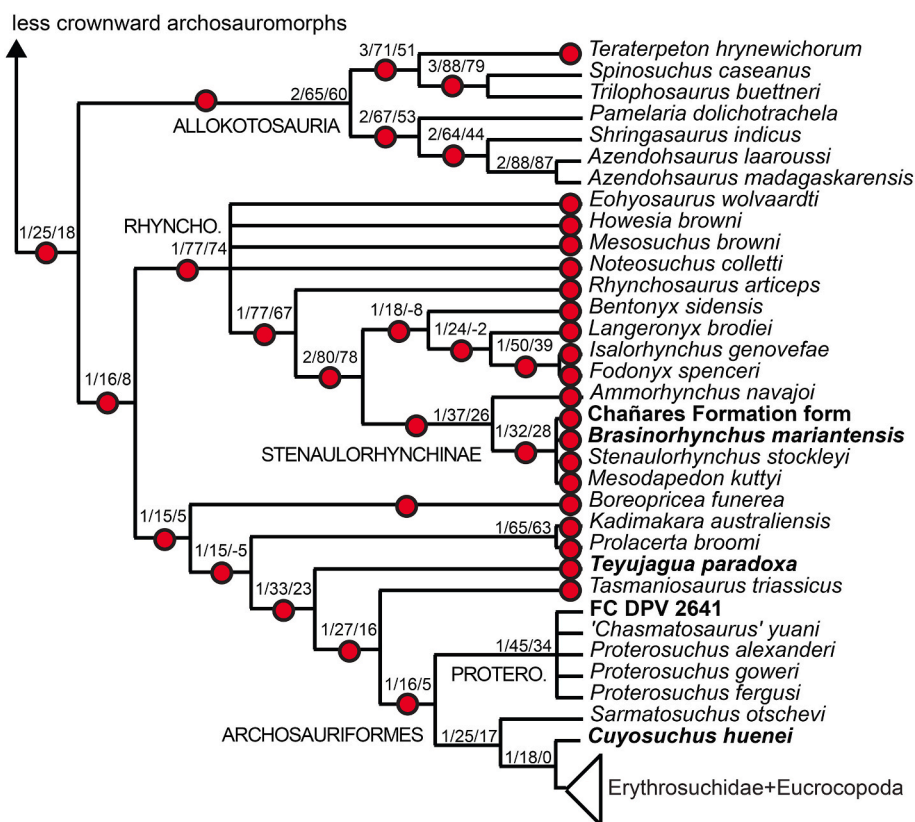 less crownward archosauromorphs
3/71/51
Teraterpeton hrynewichorum
3/88/79
Spinosuchus caseanus
2/65/60
Trilophosaurus buettneri
ALLOKOTOSAURIA
2/67/53
Pamelaria dolichotrachela
2/64/44
Shringasaurus indicus
2/88/87
Azendohsaurus laaroussi
Azendohsaurus madagaskarensis
1/25/18
RHYNCHO.
Eohyosaurus wolvaardti
Howesia browni
1/77/74
Mesosuchus browni
Noteosuchus colletti
Rhynchosaurus articeps
1/77/67
1/18/-8
Bentonyx sidensis
1/24/-2
Langeronyx brodiei
2/80/78
1/50/39
Isalorhynchus genovefae
Fodonyx spenceri
1/16/8
Ammorhynchus navajoi
1/37/26
Chañares Formation form
1/32/28
Brasinorhynchus mariantensis
STENAULORHYNCHINAE
Stenaulorhynchus stockleyi
Mesodapedon kuttyi
Boreopricea funerea
1/15/5
1/65/63
Kadimakara australiensis
Prolacerta broomi
1/15/-5
Teyujagua paradoxa
1/33/23
Tasmaniosaurus triassicus
FC DPV 2641
1/27/16
'Chasmatosaurus' yuani
1/45/34
Proterosuchus alexanderi
PROTERO.
Proterosuchus goweri
1/16/5
Proterosuchus fergusi
ARCHOSAURIFORMES
Sarmatosuchus otschevi
1/25/17
Cuyosuchus huenei
1/18/0
Erythrosuchidae+Eucrocopoda